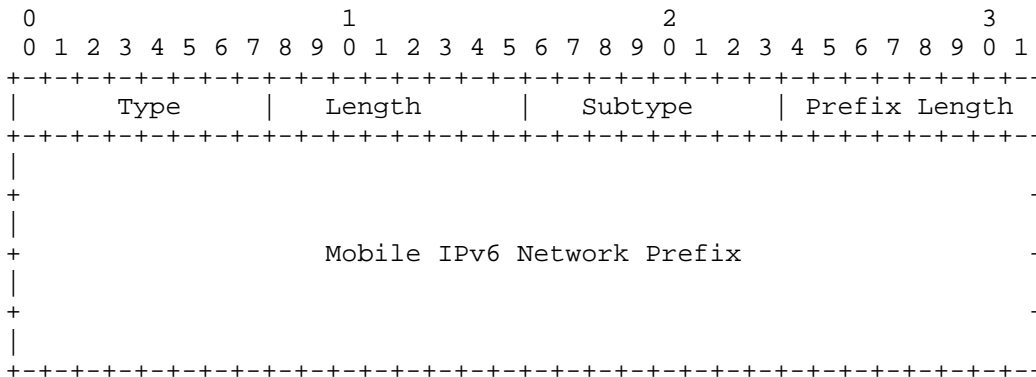 0                   1                   2                   3
0 1 2 3 4 5 6 7 8 9 0 1 2 3 4 5 6 7 8 9 0 1 2 3 4 5 6 7 8 9 0 1
+-+-+-+-+-+-+-+-+-+-+-+-+-+-+-+-+-+-+-+-+-+-+-+-+-+-+-+-+-+-+-+--
|      Type     |   Length      |   Subtype     | Prefix Length
+-+-+-+-+-+-+-+-+-+-+-+-+-+-+-+-+-+-+-+-+-+-+-+-+-+-+-+-+-+-+-+--
|
+                                                               -
|
+                   Mobile IPv6 Network Prefix                  -
|
+                                                               -
|
+-+-+-+-+-+-+-+-+-+-+-+-+-+-+-+-+-+-+-+-+-+-+-+-+-+-+-+-+-+-+-+--